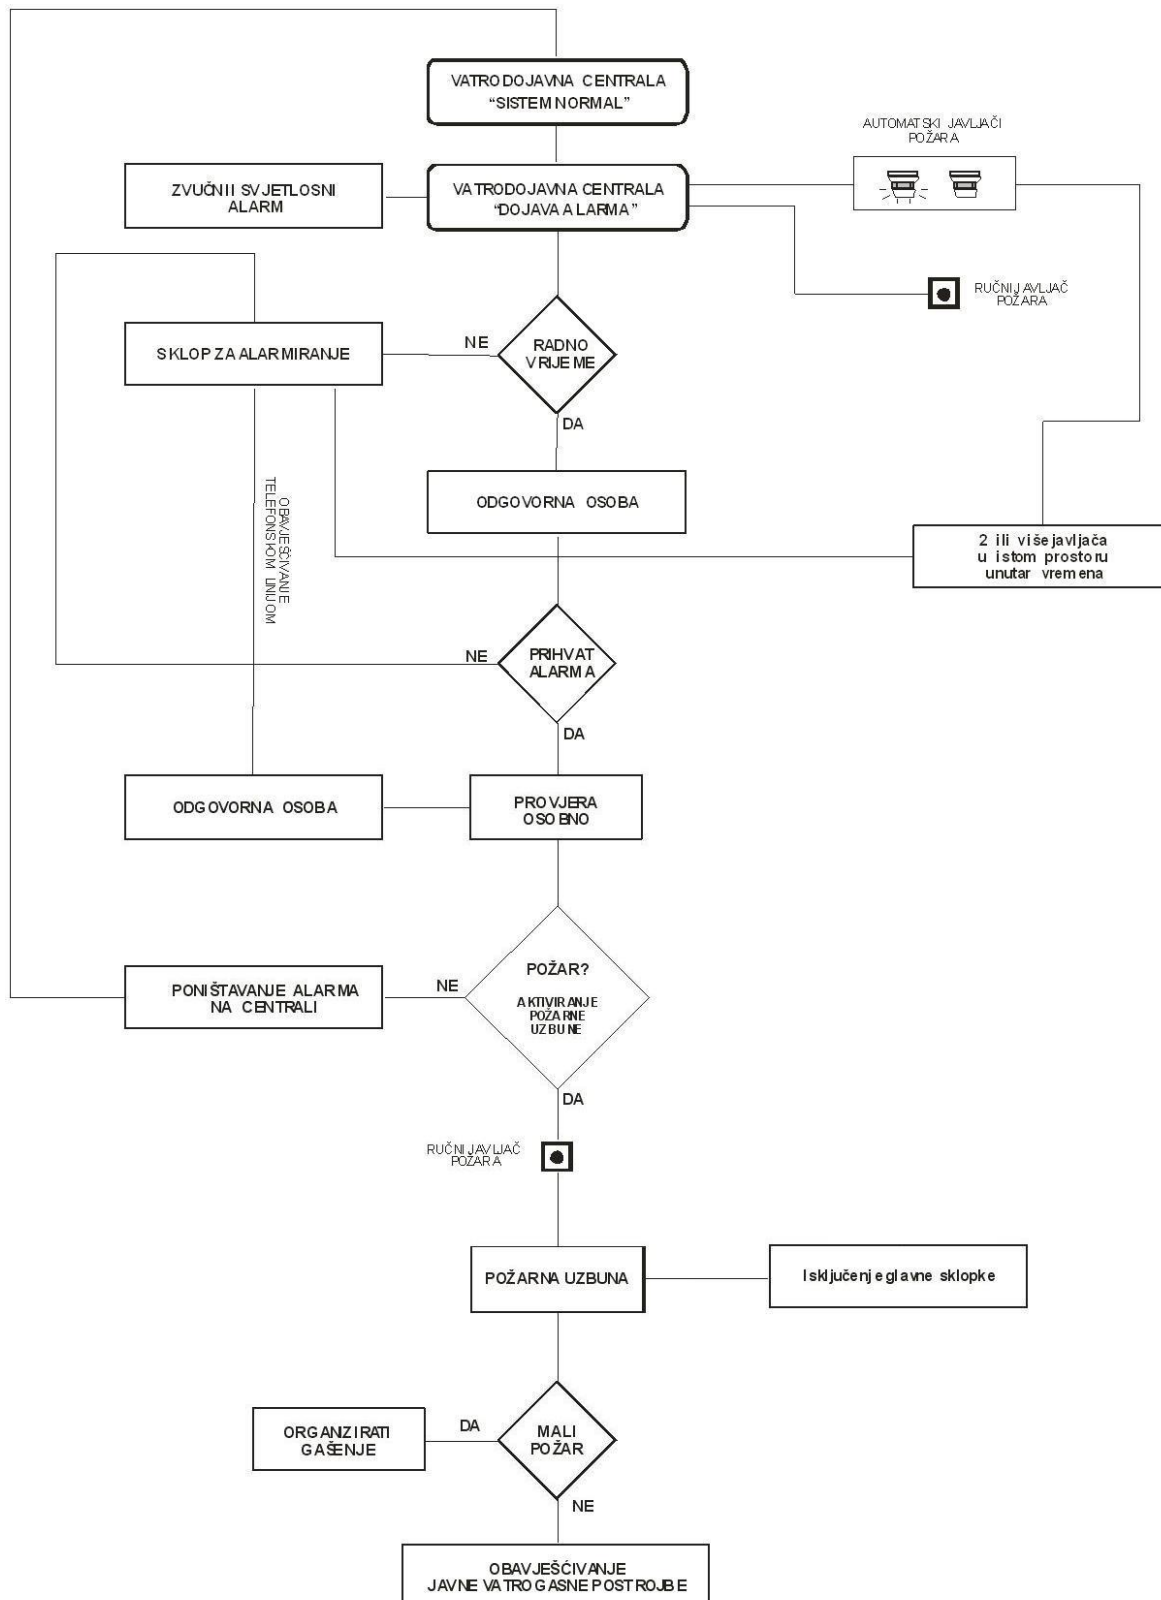 VATRODOJAVNA CENTRALA
“SISTEM NORMAL”
AUTOMATSKI JAVLJAČI
POŽARA
ZVUČNI I SVJETLOSNI
ALARM
VATRODOJAVNA CENTRALA
“DOJAVA ALARMA”
RUČNI JAVLJAČ
POŽARA
SKLOP ZA ALARMIRANJE
NE
RADNO
VRIJEME
DA
ODGOVORNA OSOBA
OBAVJEŠĆIVANJE
TELEFONSKOM LINIJOM
2 ili više javljača
u istom prostoru
unutar vremena
NE
PRIHVAT
ALARMA
DA
ODGOVORNA OSOBA
PROVJERA
OSOBNO
PONIŠTAVANJE ALARMA
NA CENTRALI
NE
POŽAR?
AKTIVIRANJE
POŽARNE
UZBUNE
DA
RUČNI JAVLJAČ
POŽARA
POŽARNA UZBUNA
Isključenje glavne sklopke
ORGANIZIRATI
GAŠENJE
DA
MALI
POŽAR
NE
OBAVJEŠĆIVANJE
JAVNE VATROGASNE POSTROJBE